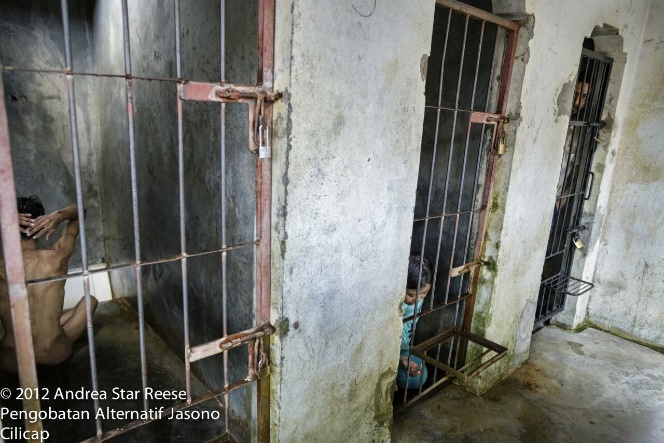 © 2012 Andrea Star Reese
Pengobatan Alternatif Jasono
Cilicap